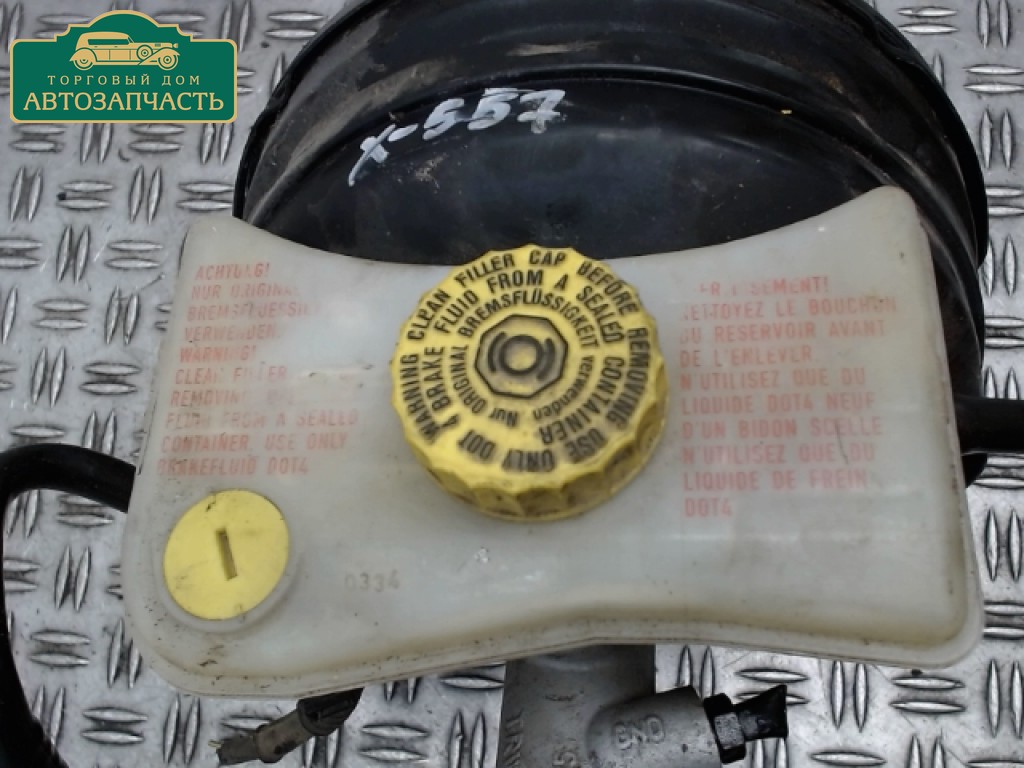 ТОРГОВЫЙ ДОМ
АВТОЗАПЧАСТЬ
x-557
ACHTUNG!
NUR ORIGINAL
BREMSFLUESSI
VERWENDEN
WARNING!
CLEAN FILLER
REMOVING
FLUID FROM A SEALED
CONTAINER. USE ONLY
BRAKEFLUID DOT4
WARNING CLEAN FILLER CAP BEFORE REMOVING USE ONLY DOT 4 BRAKE FLUID FROM A SEALED CONTAINER
Nur ORIGINAL BREMSFLÜSSIGKEIT verwenden
NETTOYEZ LE BOUCHON
DU RESERVOIR AVANT
DE L'ENLEVER.
N'UTILISEZ QUE DU
LIQUIDE DOT4 NEUF
D'UN BIDON SCELLE
N'UTILISEZ QUE DU
LIQUIDE DE FREIN
DOT4
0334